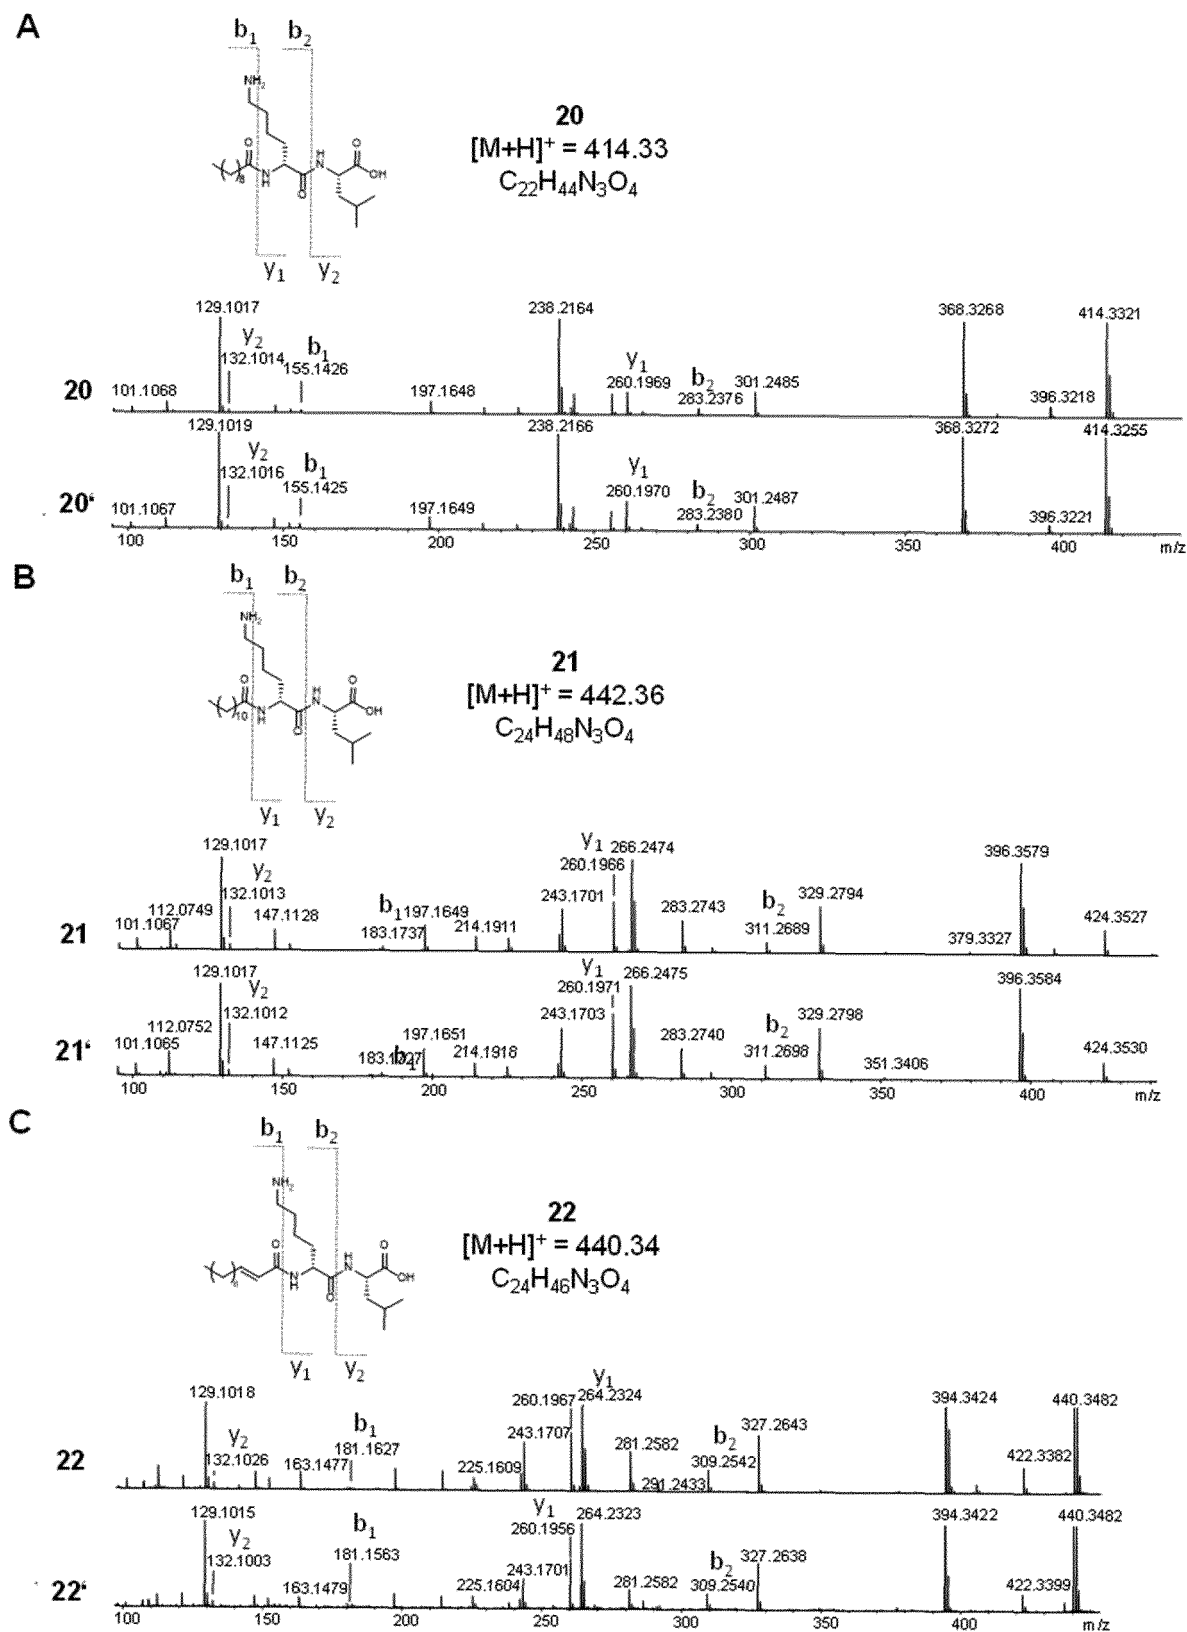 A
b1 b2
NH2
O H O
( )8 N H O OH
20
[M+H]+ = 414.33
C22H44N3O4
y1 y2
129.1017 238.2164 368.3268 414.3321
y2 b1 y1 b2
132.1014 155.1426 260.1969 301.2485
20 101.1068 197.1648 283.2376 396.3218
129.1019 238.2166 368.3272 414.3255
y2 b1 y1 b2
132.1016 155.1425 260.1970 301.2487
20' 101.1067 197.1649 283.2380 396.3221
100 150 200 250 300 350 400 m/z
B
b1 b2
NH2
O H O
( )10 N H O OH
21
[M+H]+ = 442.36
C24H48N3O4
y1 y2
129.1017 y1 266.2474 396.3579
y2 260.1966
132.1013 b1 243.1701 b2 329.2794
112.0749 147.1128 197.1649 214.1911 283.2743 424.3527
21 101.1067 183.1737 311.2689 379.3327
129.1017 y1 266.2475 396.3584
y2 260.1971
132.1012 243.1703 b2 329.2798
112.0752 197.1651 283.2740
21' 101.1065 147.1125 b1 214.1918 311.2698 351.3406 424.3530
100 150 200 250 300 350 400 m/z
C
b1 b2
NH2
O H O
N H O OH
22
[M+H]+ = 440.34
C24H46N3O4
y1 y2
129.1018 260.1967 y1 264.2324 394.3424 440.3482
y2 b1 243.1707 b2 327.2643
22 132.1026 163.1477 181.1627 225.1609 281.2582 291.2433 309.2542 422.3382
129.1015 y1 264.2323 394.3422 440.3482
y2 b1 260.1956 b2 327.2638
132.1003 181.1563 243.1701
22' 163.1479 225.1604 281.2582 309.2540 422.3399
100 150 200 250 300 350 400 m/z